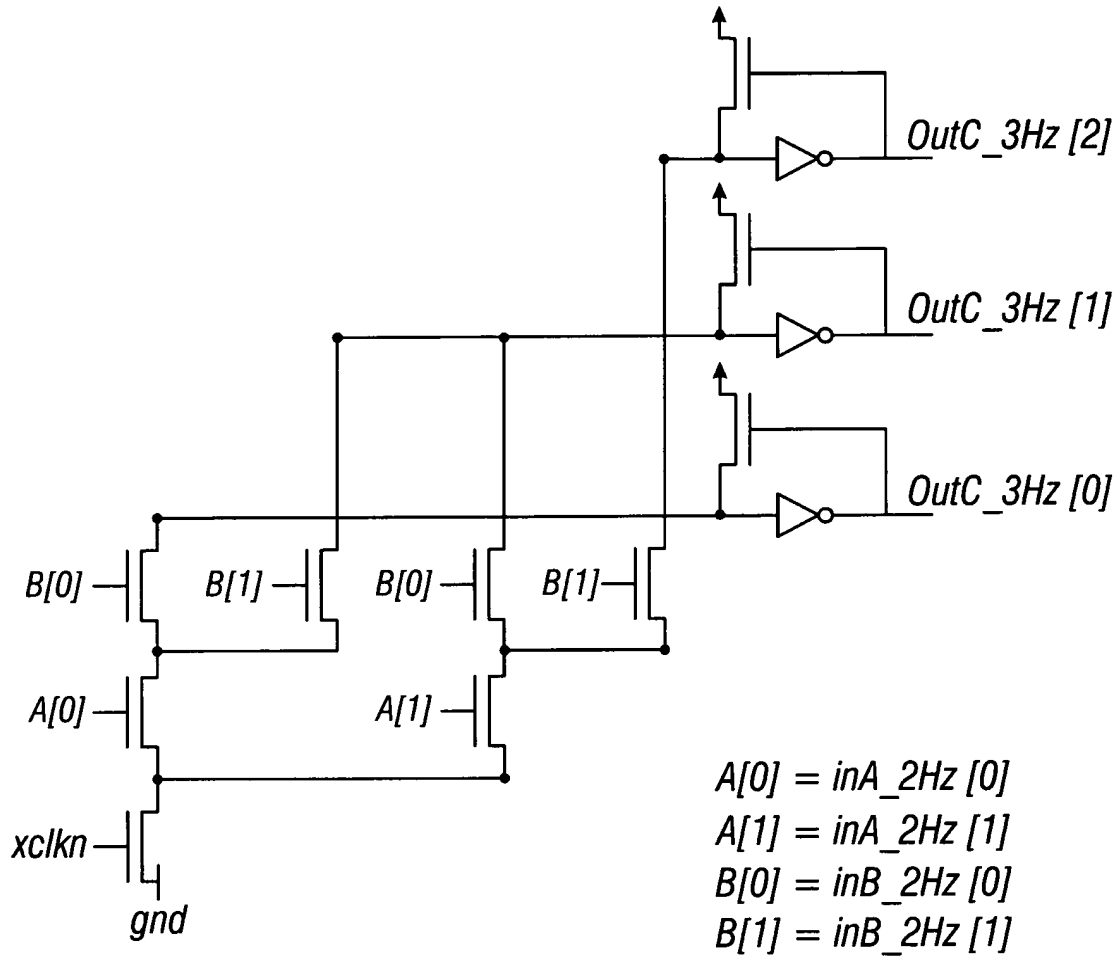 OutC_3Hz [2]
OutC_3Hz [1]
OutC_3Hz [0]
B[0]
B[1]
B[0]
B[1]
A[0]
A[1]
xclkn
gnd
A[0] = inA_2Hz [0]
A[1] = inA_2Hz [1]
B[0] = inB_2Hz [0]
B[1] = inB_2Hz [1]